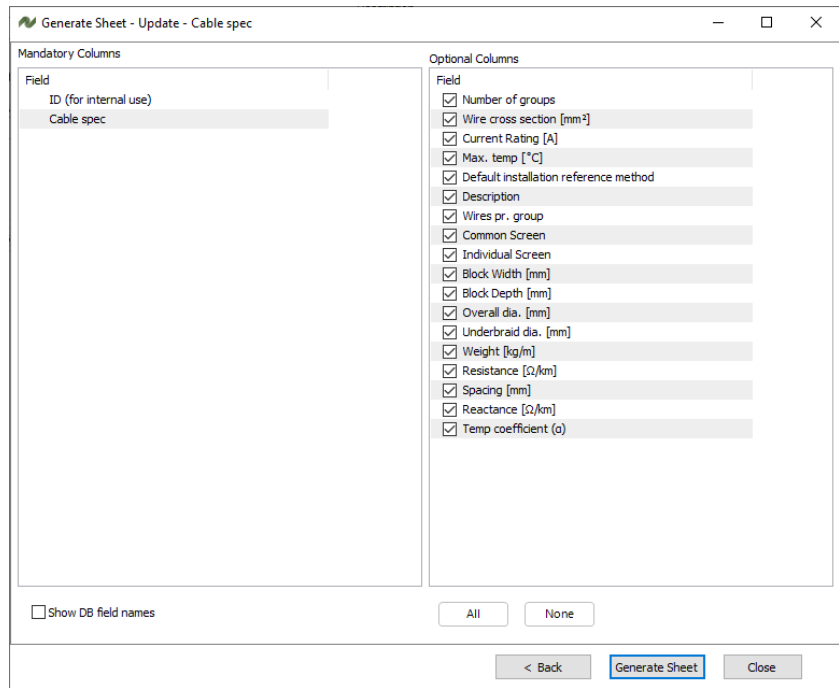 Generate Sheet - Update - Cable spec
Mandatory Columns
Field
ID (for internal use)
Cable spec
Optional Columns
Field
Number of groups
Wire cross section [mm²]
Current Rating [A]
Max. temp [°C]
Default installation reference method
Description
Wires pr. group
Common Screen
Individual Screen
Block Width [mm]
Block Depth [mm]
Overall dia. [mm]
Underbraid dia. [mm]
Weight [kg/m]
Resistance [Ω/km]
Spacing [mm]
Reactance [Ω/km]
Temp coefficient (α)
Show DB field names
All
None
< Back
Generate Sheet
Close